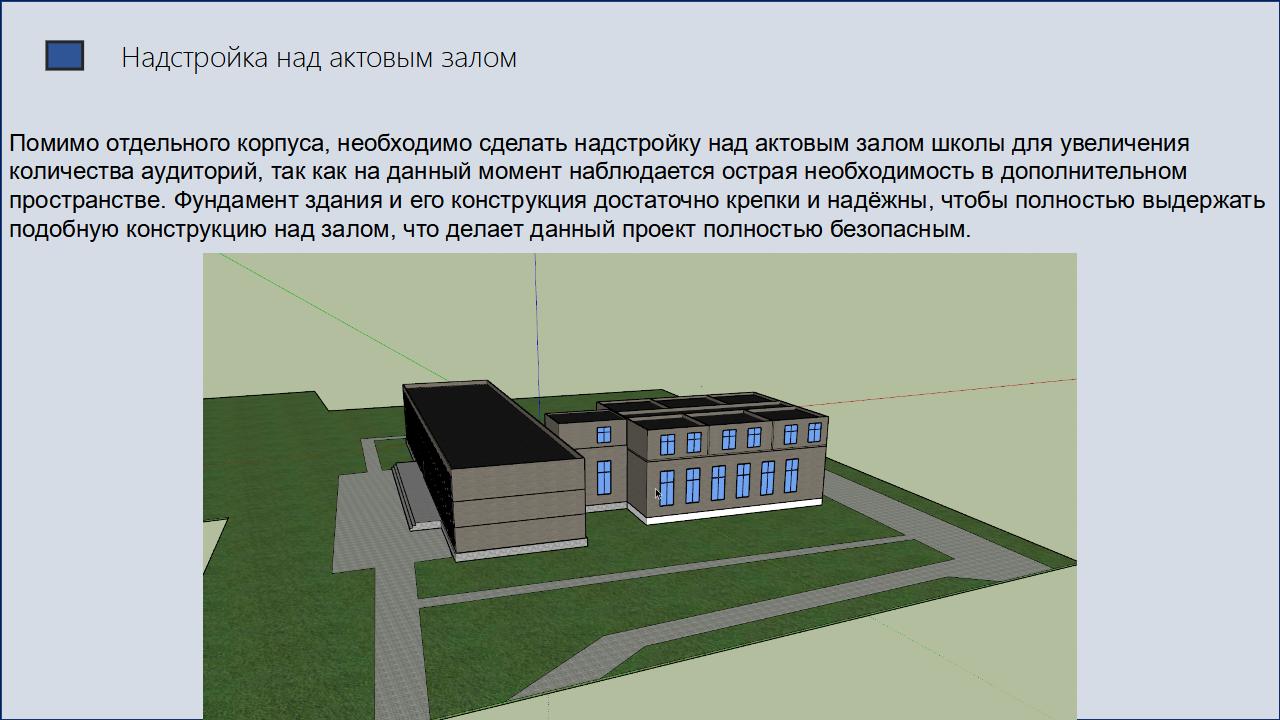 Надстройка над актовым залом
Помимо отдельного корпуса, необходимо сделать надстройку над актовым залом школы для увеличения
количества аудиторий, так как на данный момент наблюдается острая необходимость в дополнительном
пространстве. Фундамент здания и его конструкция достаточно крепки и надёжны, чтобы полностью выдержать
подобную конструкцию над залом, что делает данный проект полностью безопасным.